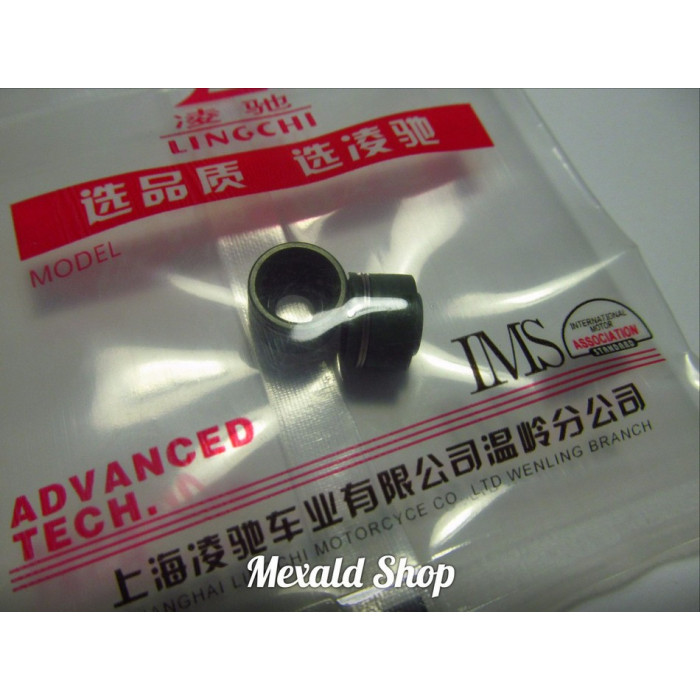 凌驰
LINGCHI
选品质 选凌驰
MODEL
IMS
INTERNATIONAL
MOTOR
ASSOCIATION
STANDARD
ADVANCED
TECH.
上海凌驰车业有限公司温岭分公司
SHANGHAI LINGCHI MOTORCYCE CO. LTD WENLING BRANCH
Mexald Shop